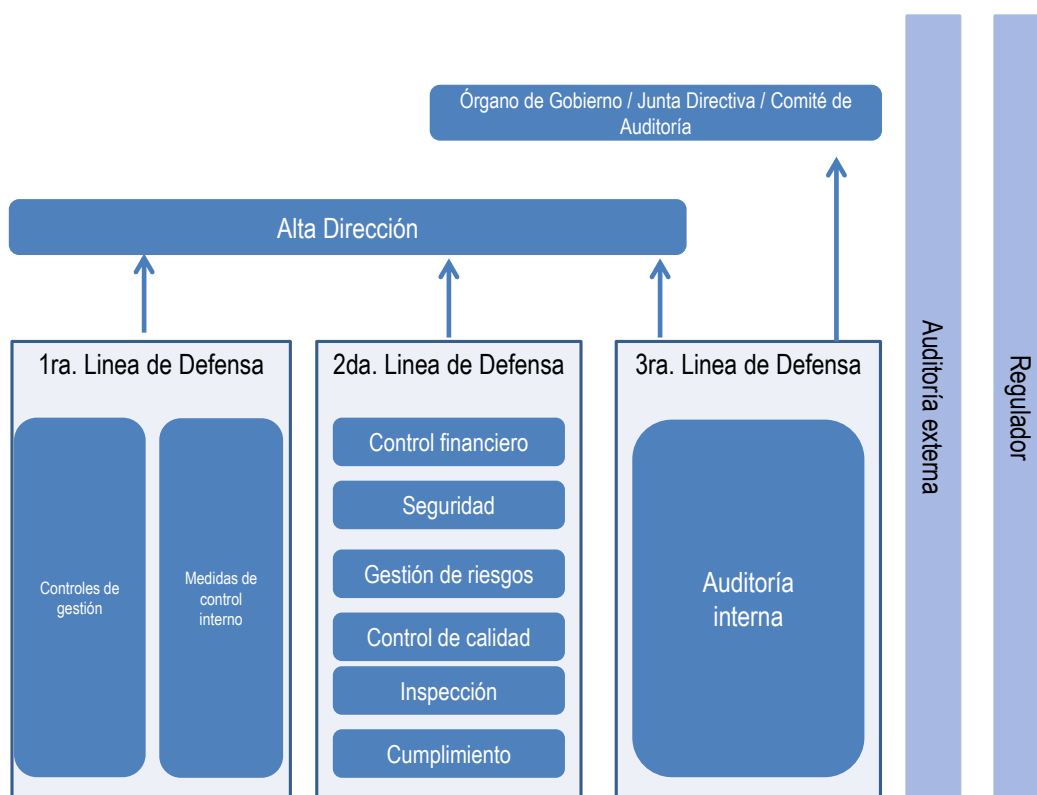 Órgano de Gobierno / Junta Directiva / Comité de
Auditoría
Alta Dirección
1ra. Linea de Defensa
Controles de
gestión
Medidas de
control
interno
2da. Linea de Defensa
Control financiero
Seguridad
Gestión de riesgos
Control de calidad
Inspección
Cumplimiento
3ra. Linea de Defensa
Auditoría
interna
Auditoría externa
Regulador